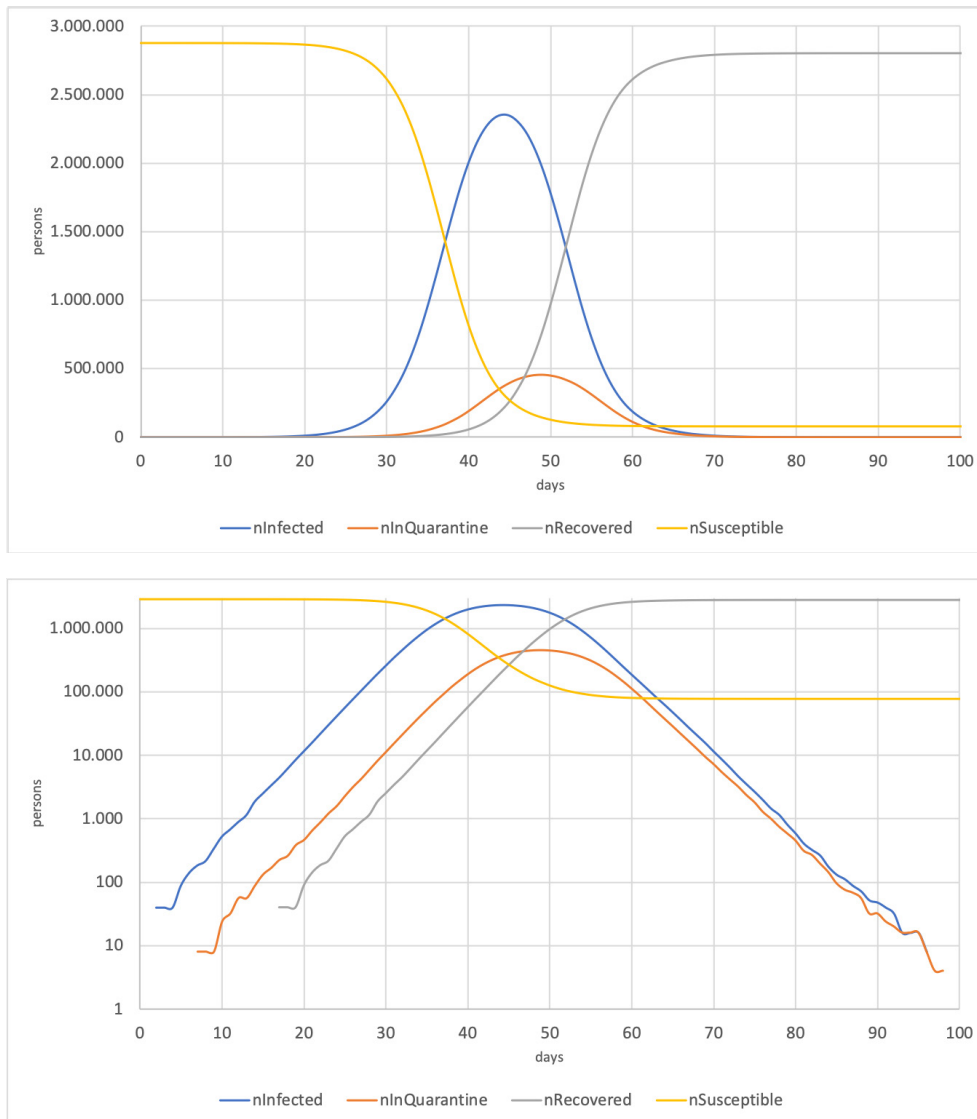 3.000.000
2.500.000
2.000.000
1.500.000
1.000.000
500.000
0
persons
0 10 20 30 40 50 60 70 80 90 100
days
nInfected nInQuarantine nRecovered nSusceptible
1.000.000
100.000
10.000
1.000
100
10
1
persons
0 10 20 30 40 50 60 70 80 90 100
days
nInfected nInQuarantine nRecovered nSusceptible